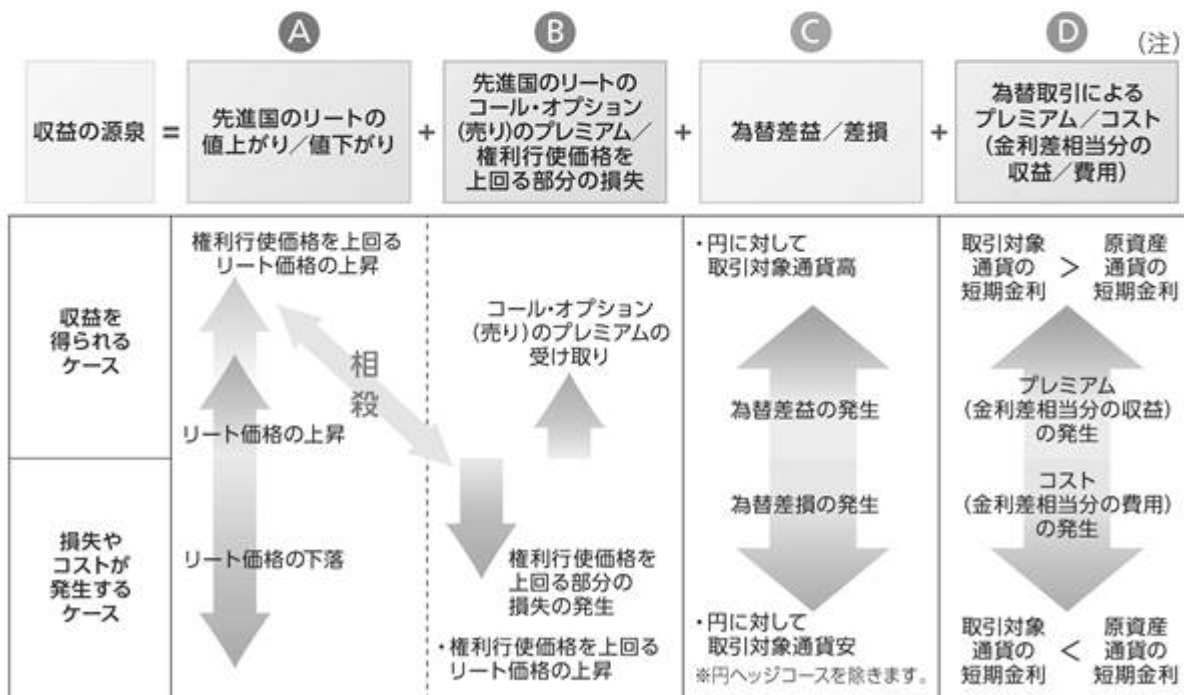 A
B
C
D
(注)
収益の源泉
=
先進国のリートの
値上がり／値下がり
+
先進国のリートの
コール・オプション
(売り)のプレミアム／
権利行使価格を
上回る部分の損失
+
為替差益／差損
+
為替取引による
プレミアム／コスト
(金利差相当分の
収益／費用)
収益を
得られる
ケース
権利行使価格を上回る
リート価格の上昇
相殺
リート価格の上昇
コール・オプション
(売り)のプレミアムの
受け取り
・円に対して
取引対象通貨高
為替差益の発生
取引対象
通貨の
短期金利
>
原資産
通貨の
短期金利
プレミアム
(金利差相当分の収益)
の発生
損失や
コストが
発生する
ケース
リート価格の下落
権利行使価格を
上回る部分の
損失の発生
・権利行使価格を上回る
リート価格の上昇
為替差損の発生
・円に対して
取引対象通貨安
※円ヘッジコースを除きます。
コスト
(金利差相当分の費用)
の発生
取引対象
通貨の
短期金利
<
原資産
通貨の
短期金利